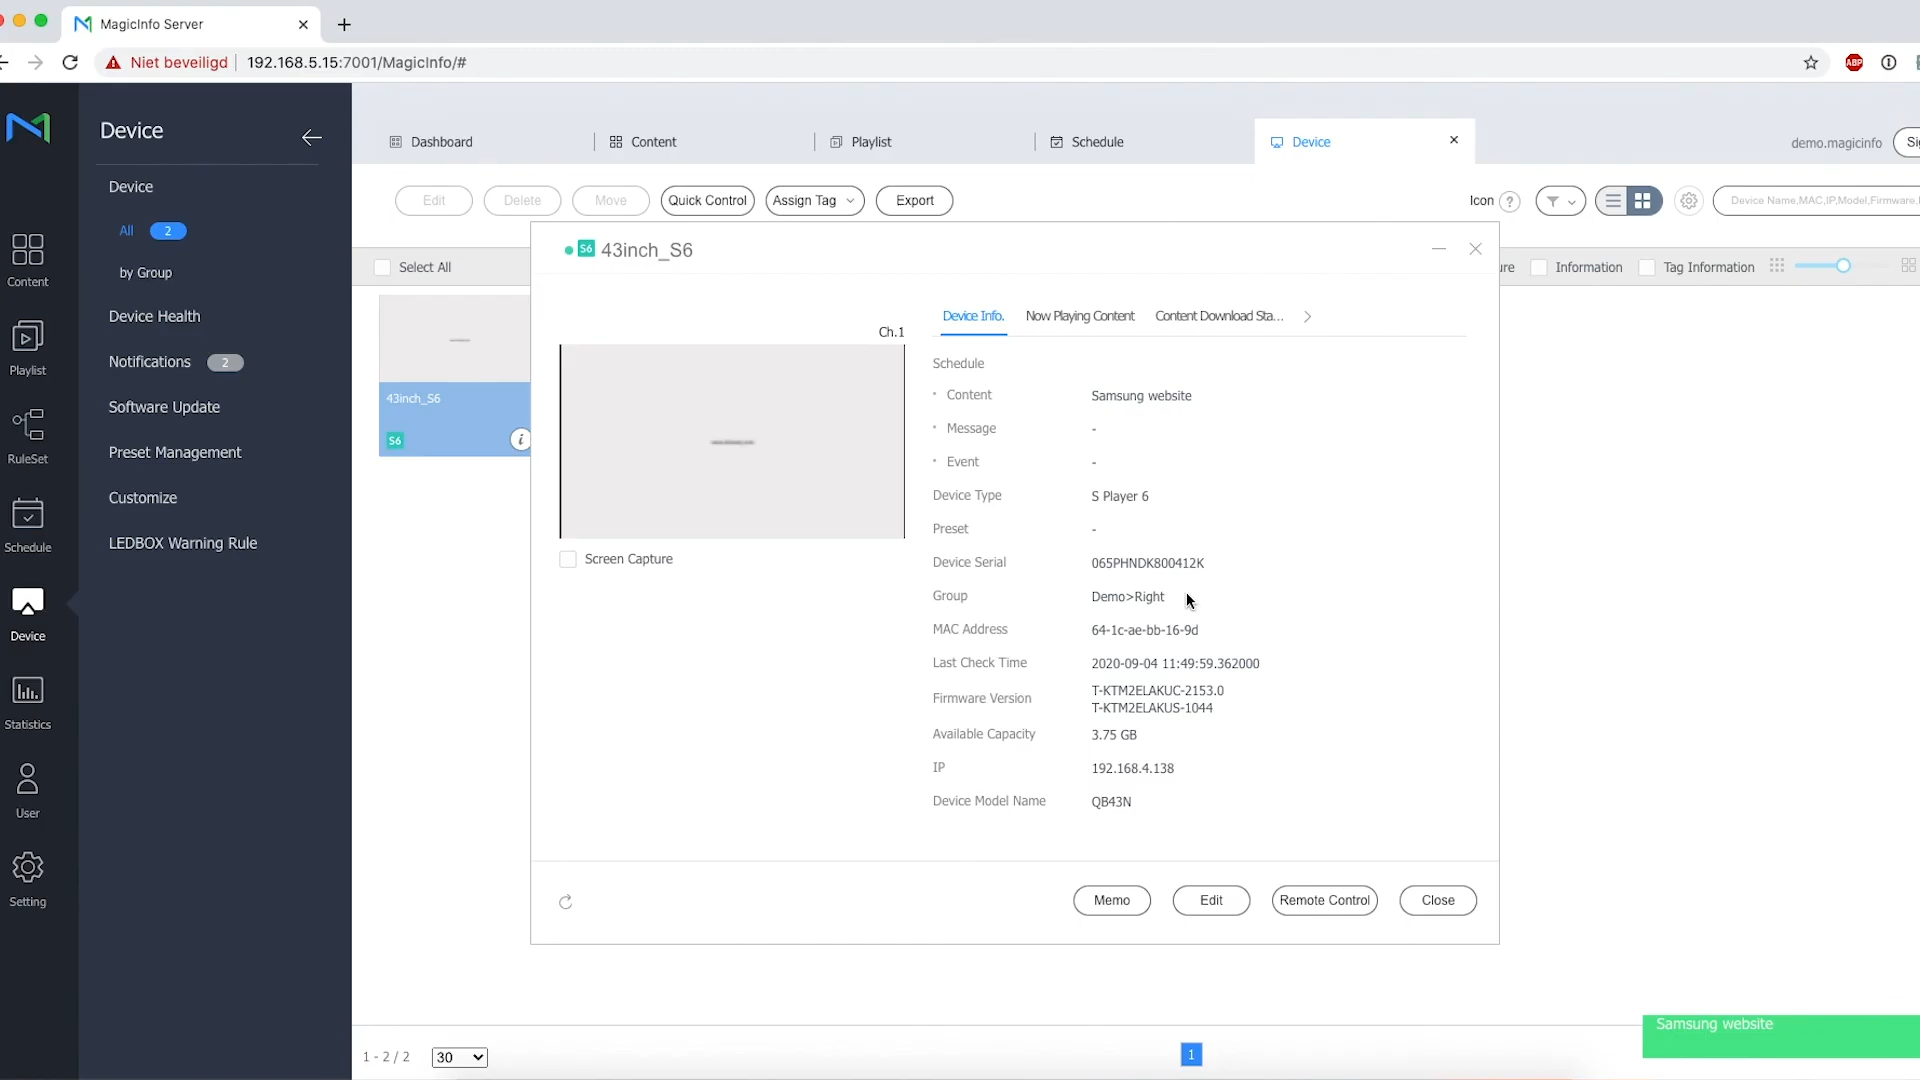 MagicInfo Server
Niet beveiligd
192.168.5.15:7001/MagicInfo/#
ABP
Device
Dashboard
Content
Playlist
Schedule
Device
demo.magicinfo
Device
All 2
by Group
Device Health
Notifications 2
Software Update
Preset Management
Customize
LEDBOX Warning Rule
Content
Playlist
RuleSet
Schedule
Device
Statistics
User
Setting
Edit
Delete
Move
Quick Control
Assign Tag
Export
Icon ?
Device Name,MAC,IP,Model,Firmware,
Select All
Information
Tag Information
43inch_S6
S6
i
S6 43inch_S6
Ch.1
Screen Capture
Device Info.
Now Playing Content
Content Download Sta...
Schedule
Content Samsung website
Message -
Event -
Device Type S Player 6
Preset -
Device Serial 065PHNDK800412K
Group Demo>Right
MAC Address 64-1c-ae-bb-16-9d
Last Check Time 2020-09-04 11:49:59.362000
Firmware Version T-KTM2ELAKUC-2153.0
T-KTM2ELAKUS-1044
Available Capacity 3.75 GB
IP 192.168.4.138
Device Model Name QB43N
Memo
Edit
Remote Control
Close
1 - 2 / 2
30
1
Samsung website